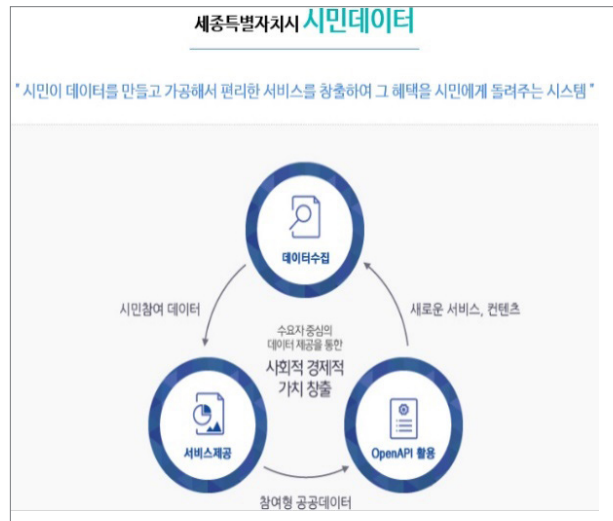 세종특별자치시 시민데이터
" 시민이 데이터를 만들고 가공해서 편리한 서비스를 창출하여 그 혜택을 시민에게 돌려주는 시스템 "
데이터수집
시민참여 데이터
새로운 서비스, 컨텐츠
수요자 중심의
데이터 제공을 통한
사회적 경제적
가치 창출
서비스제공
OpenAPI 활용
참여형 공공데이터